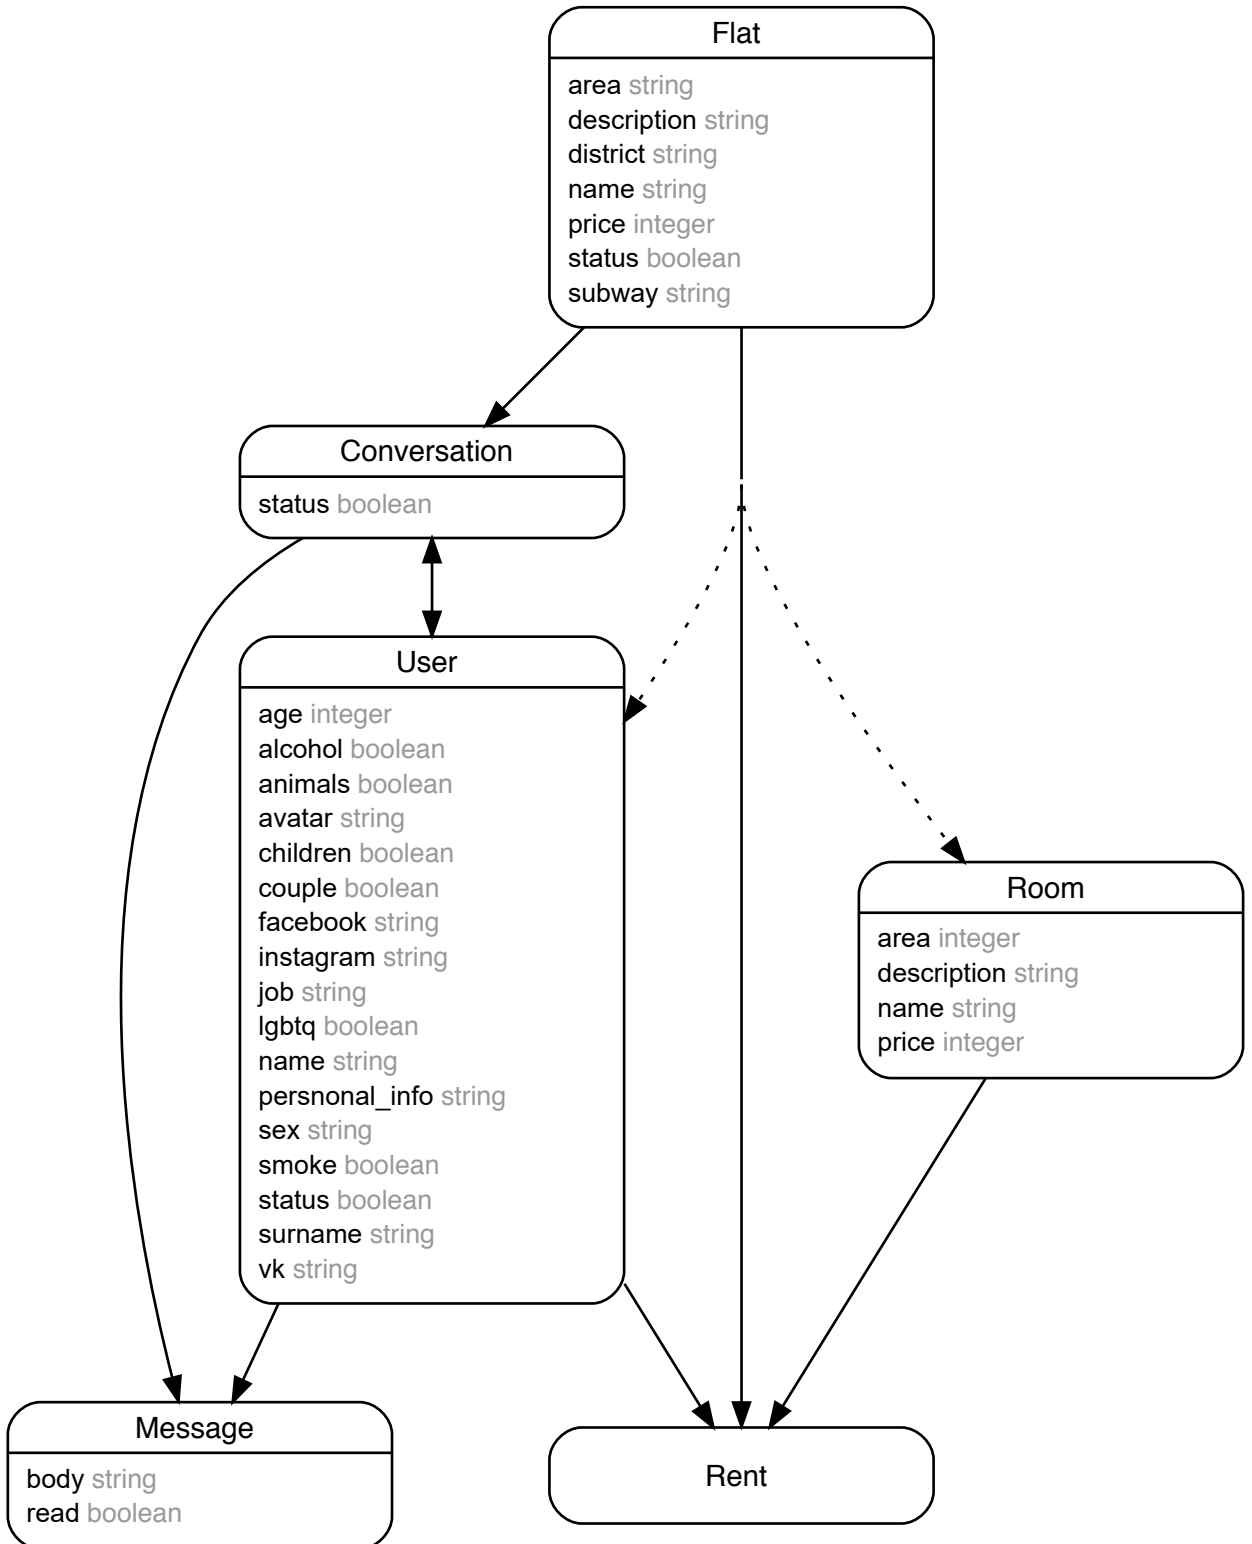 Flat
area string
description string
district string
name string
price integer
status boolean
subway string
Conversation
status boolean
User
age integer
alcohol boolean
animals boolean
avatar string
children boolean
couple boolean
facebook string
instagram string
job string
lgbtq boolean
name string
persnonal_info string
sex string
smoke boolean
status boolean
surname string
vk string
Room
area integer
description string
name string
price integer
Message
body string
read boolean
Rent